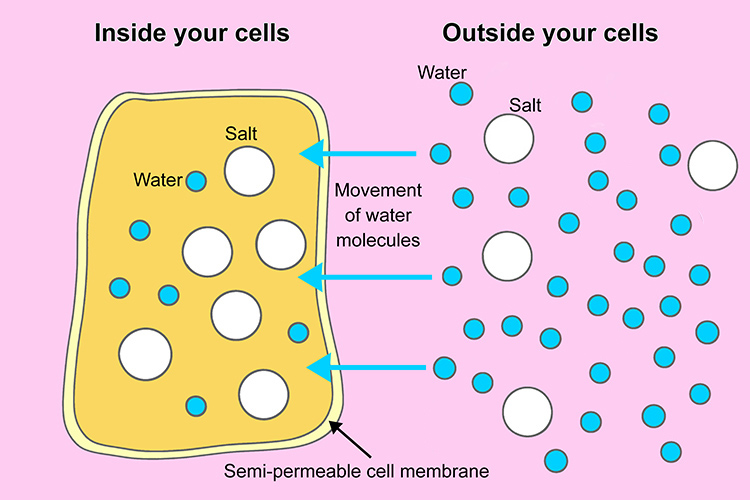 Inside your cells
Outside your cells
Water
Salt
Salt
Water
Movement
of water
molecules
Semi-permeable cell membrane